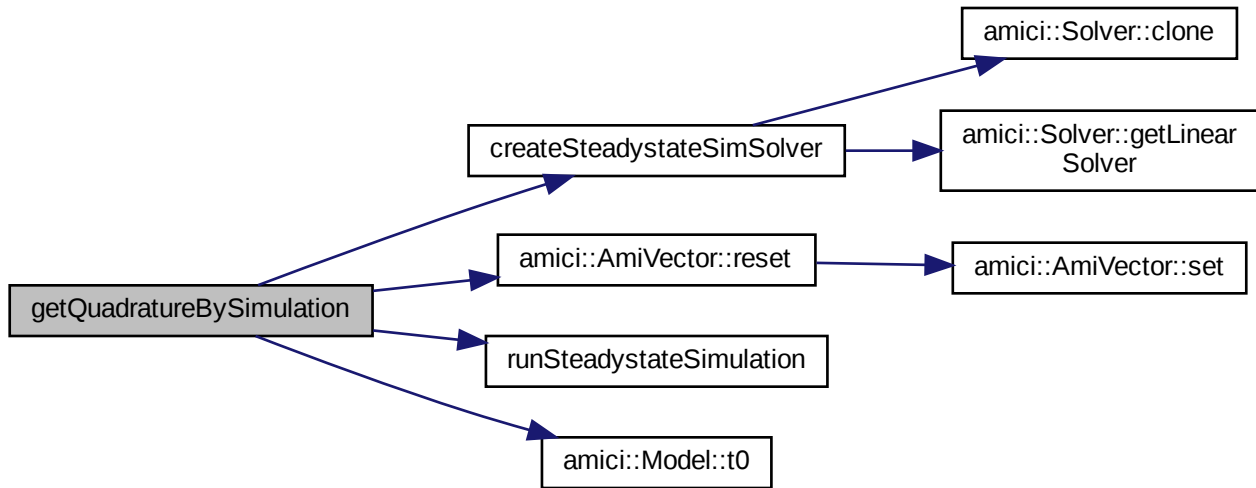 amici::Solver::clone
createSteadystateSimSolver
amici::Solver::getLinear
Solver
amici::AmiVector::reset
amici::AmiVector::set
getQuadratureBySimulation
runSteadystateSimulation
amici::Model::t0